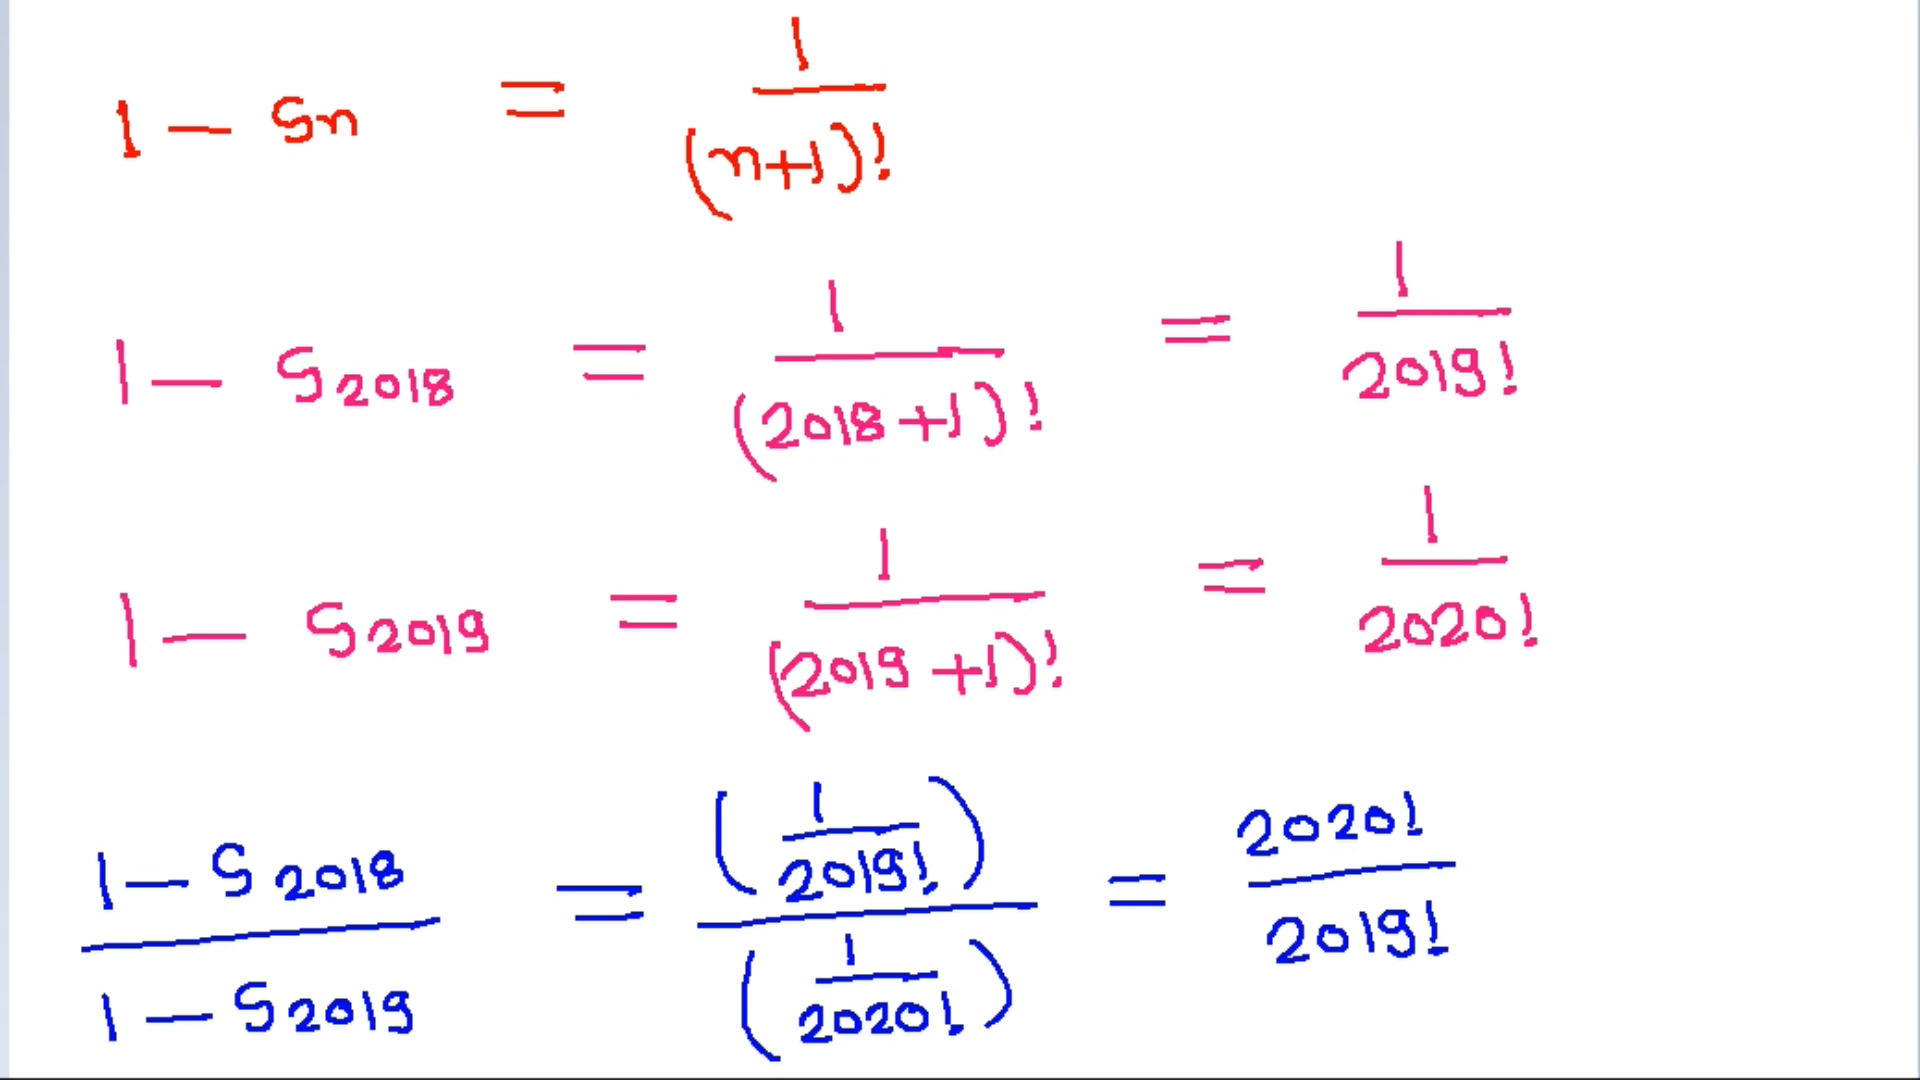 1 - Sn = 1/(n+1)!
1 - S2018 = 1/(2018+1)! = 1/2019!
1 - S2019 = 1/(2019+1)! = 1/2020!
(1 - S2018)/(1 - S2019) = (1/2019!)/(1/2020!) = 2020!/2019!